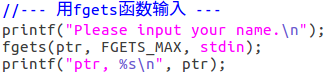 //--- 用fgets函数输入 ---
printf("Please input your name.\n");
fgets(ptr, FGETS_MAX, stdin);
printf("ptr, %s\n", ptr);